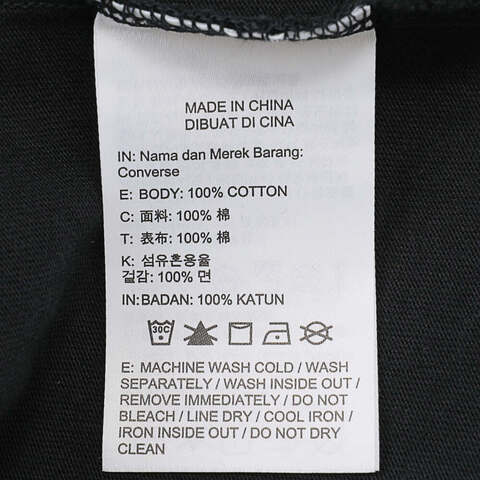 MADE IN CHINA
DIBUAT DI CINA
IN: Nama dan Merek Barang:
Converse
E: BODY: 100% COTTON
C: 面料: 100% 棉
T: 表布: 100% 棉
K: 섬유혼용율
겉감: 100% 면
IN: BADAN: 100% KATUN
30C
E: MACHINE WASH COLD / WASH
SEPARATELY / WASH INSIDE OUT /
REMOVE IMMEDIATELY / DO NOT
BLEACH / LINE DRY / COOL IRON /
IRON INSIDE OUT / DO NOT DRY
CLEAN